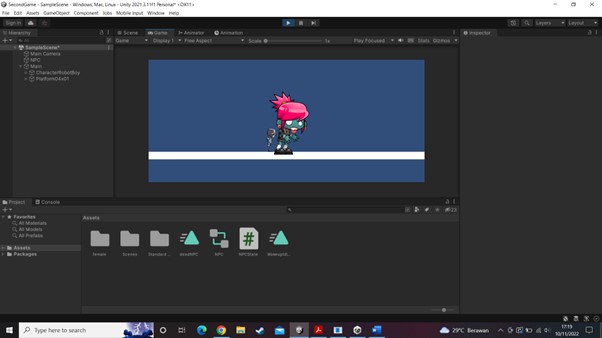 SecondGame - SampleScene - Windows, Mac, Linux - Unity 2021.3.11f1 Personal* <DX11>
File Edit Assets GameObject Component Jobs Mobile Input Window Help
Sign in
Layers Layout
Hierarchy
Scene Game Animator Animation
Inspector
All
Game Display 1 Free Aspect Scale 1x Play Focused Stats Gizmos
SampleScene*
Main Camera
NPC
Main
CharacterRobotBoy
Platform04x01
Project Console
Favorites
All Materials
All Models
All Prefabs
Assets
Packages
Assets
female Scenes Standard ... deadNPC NPC NPCState
Type here to search
29°C Berawan
17:19
10/11/2022